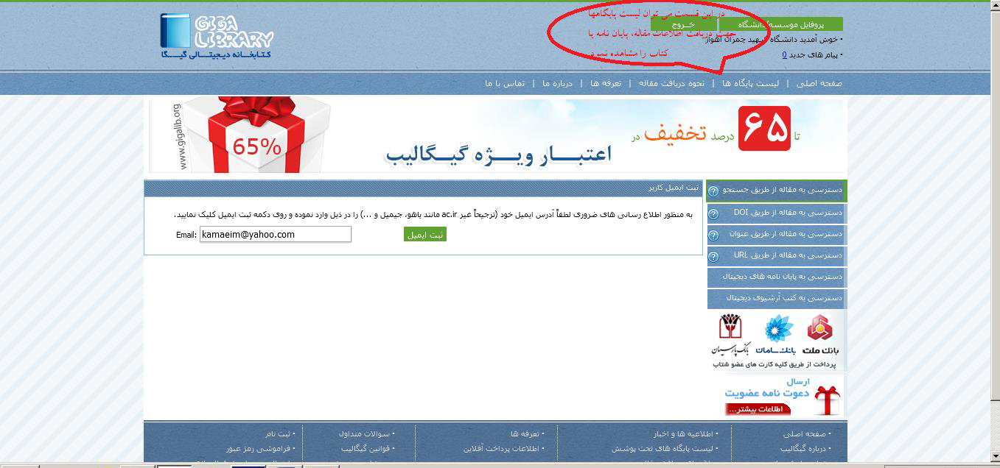 GIGA
LIBRARY
کتابخانه دیجیتالی گیگا
در این قسمت می توان لیست پایگاهها
جهت دریافت اطلاعات مقاله، پایان نامه یا
کتاب را مشاهده نمود
پروفایل موسسه/دانشگاه
خـــروج
• خوش آمدید دانشگاه شهید چمران اهواز
• پیام های جدید 0
صفحه اصلی | لیست پایگاه ها | نحوه دریافت مقاله | تعرفه ها | درباره ما | تماس با ما
تا ۶۵ درصد تخفیف در
اعتبـــار ویـــژه گیـــگالیب
65%
www.gigalib.org
دسترسی به مقاله از طریق جستجو
دسترسی به مقاله از طریق DOI
دسترسی به مقاله از طریق عنوان
دسترسی به مقاله از طریق URL
دسترسی به پایان نامه های دیجیتال
دسترسی به کتب آرشیوی دیجیتال
ثبت ایمیل کاربر
به منظور اطلاع رسانی های ضروری لطفاً آدرس ایمیل خود (ترجیحاً غیر ac.ir مانند یاهو، جیمیل و ...) را در ذیل وارد نموده و روی دکمه ثبت ایمیل کلیک نمایید.
Email: kamaeim@yahoo.com
ثبت ایمیل
بانک ملت
بانک سامان
بانک پارسیان
پرداخت از طریق کلیه کارت های عضو شتاب
ارسال
دعوت نامه عضویت
اطلاعات بیشتر...
• صفحه اصلی
• درباره گیگالیب
• اطلاعیه ها و اخبار
• لیست پایگاه های تحت پوشش
• تعرفه ها
• اطلاعات پرداخت آفلاین
• سوالات متداول
• قوانین گیگالیب
• ثبت نام
• فراموشی رمز عبور